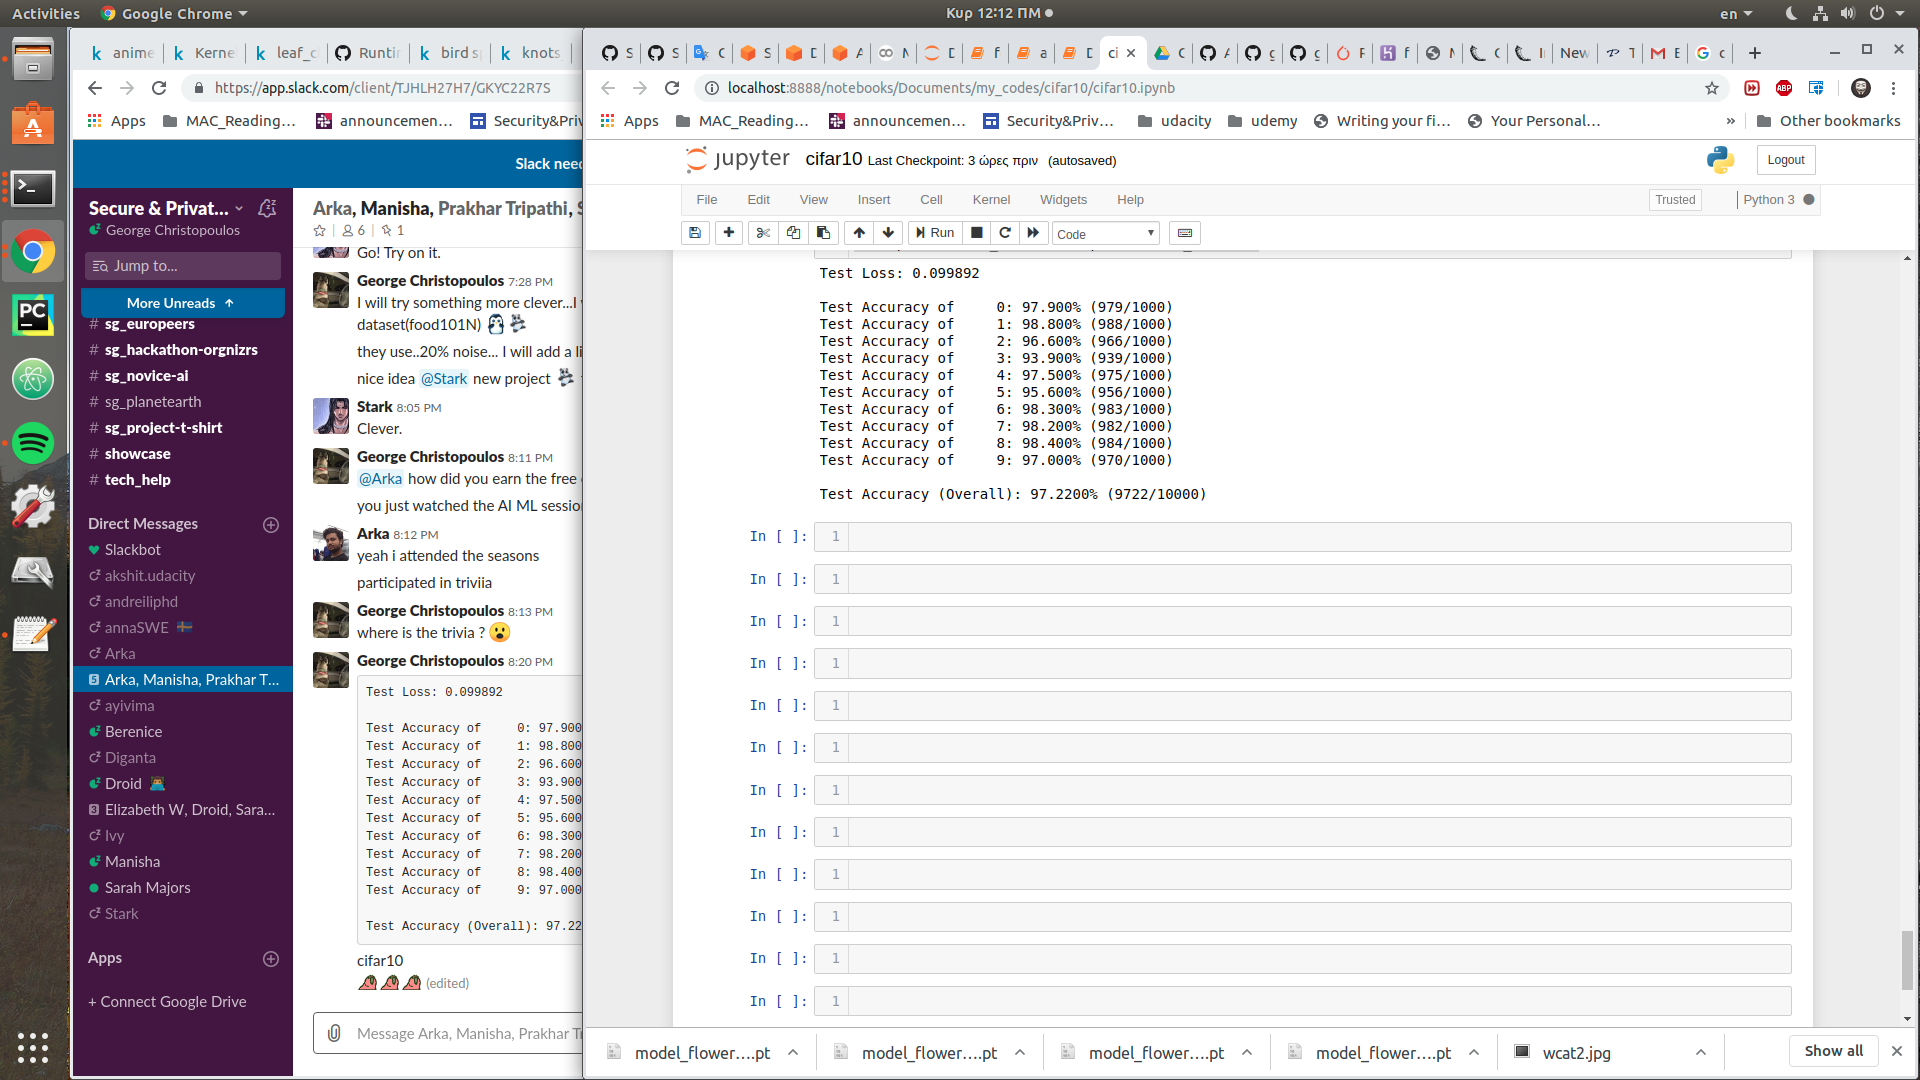 Activities
Google Chrome
Κυρ 12:12 ΠΜ
en
anime
Kerne
leaf_c
Runtin
bird s
knots
https://app.slack.com/client/TJHLH27H7/GKYC22R7S
Apps
MAC_Reading...
announcemen...
Security&Priv
Slack need
Secure & Privat...
George Christopoulos
Jump to...
More Unreads
# sg_europeers
# sg_hackathon-orgnizrs
# sg_novice-ai
# sg_planetearth
# sg_project-t-shirt
# showcase
# tech_help
Direct Messages
Slackbot
akshit.udacity
andreiliphd
annaSWE
Arka
5 Arka, Manisha, Prakhar T...
ayivima
Berenice
Diganta
Droid
3 Elizabeth W, Droid, Sara...
Ivy
Manisha
Sarah Majors
Stark
Apps
+ Connect Google Drive
Arka, Manisha, Prakhar Tripathi, S
6
1
Go! Try on it.
George Christopoulos 7:28 PM
I will try something more clever...I
dataset(food101N)
they use..20% noise... I will add a li
nice idea @Stark new project
Stark 8:05 PM
Clever.
George Christopoulos 8:11 PM
@Arka how did you earn the free
you just watched the AI ML session
Arka 8:12 PM
yeah i attended the seasons
participated in triviia
George Christopoulos 8:13 PM
where is the trivia ?
George Christopoulos 8:20 PM
Test Loss: 0.099892
Test Accuracy of 0: 97.900
Test Accuracy of 1: 98.800
Test Accuracy of 2: 96.600
Test Accuracy of 3: 93.900
Test Accuracy of 4: 97.500
Test Accuracy of 5: 95.600
Test Accuracy of 6: 98.300
Test Accuracy of 7: 98.200
Test Accuracy of 8: 98.400
Test Accuracy of 9: 97.000
Test Accuracy (Overall): 97.22
cifar10
(edited)
Message Arka, Manisha, Prakhar Tr
ci
New
localhost:8888/notebooks/Documents/my_codes/cifar10/cifar10.ipynb
ABP
Apps
MAC_Reading...
announcemen...
Security&Priv...
udacity
udemy
Writing your fi...
Your Personal...
»
Other bookmarks
jupyter
cifar10 Last Checkpoint: 3 ώρες πριν (autosaved)
Logout
File
Edit
View
Insert
Cell
Kernel
Widgets
Help
Trusted
Python 3
Run
Code
Test Loss: 0.099892
Test Accuracy of 0: 97.900% (979/1000)
Test Accuracy of 1: 98.800% (988/1000)
Test Accuracy of 2: 96.600% (966/1000)
Test Accuracy of 3: 93.900% (939/1000)
Test Accuracy of 4: 97.500% (975/1000)
Test Accuracy of 5: 95.600% (956/1000)
Test Accuracy of 6: 98.300% (983/1000)
Test Accuracy of 7: 98.200% (982/1000)
Test Accuracy of 8: 98.400% (984/1000)
Test Accuracy of 9: 97.000% (970/1000)
Test Accuracy (Overall): 97.2200% (9722/10000)
In [ ]: 1
In [ ]: 1
In [ ]: 1
In [ ]: 1
In [ ]: 1
In [ ]: 1
In [ ]: 1
In [ ]: 1
In [ ]: 1
In [ ]: 1
In [ ]: 1
In [ ]: 1
model_flower....pt
model_flower....pt
model_flower....pt
model_flower....pt
wcat2.jpg
Show all
PC